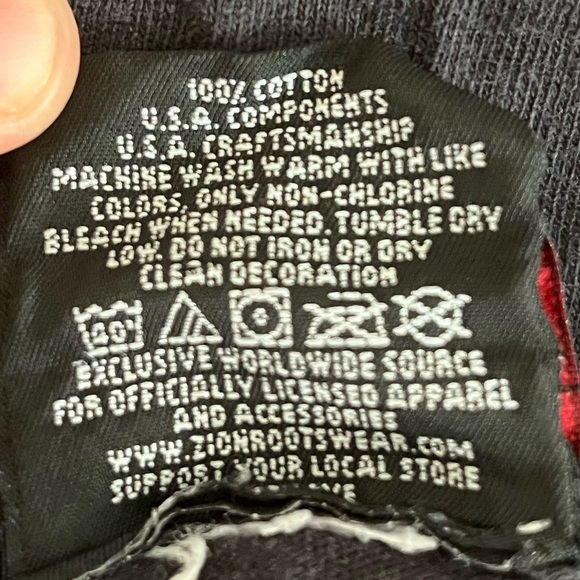 100% COTTON
U.S.A. COMPONENTS
U.S.A. CRAFTSMANSHIP
MACHINE WASH WARM WITH LIKE
COLORS. ONLY NON-CHLORINE
BLEACH WHEN NEEDED. TUMBLE DRY
LOW. DO NOT IRON OR DRY
CLEAN DECORATION
40
EXCLUSIVE WORLDWIDE SOURCE
FOR OFFICIALLY LICENSED APPAREL
AND ACCESSORIES
WWW.ZIONROOTSWEAR.COM
SUPPORT YOUR LOCAL STORE